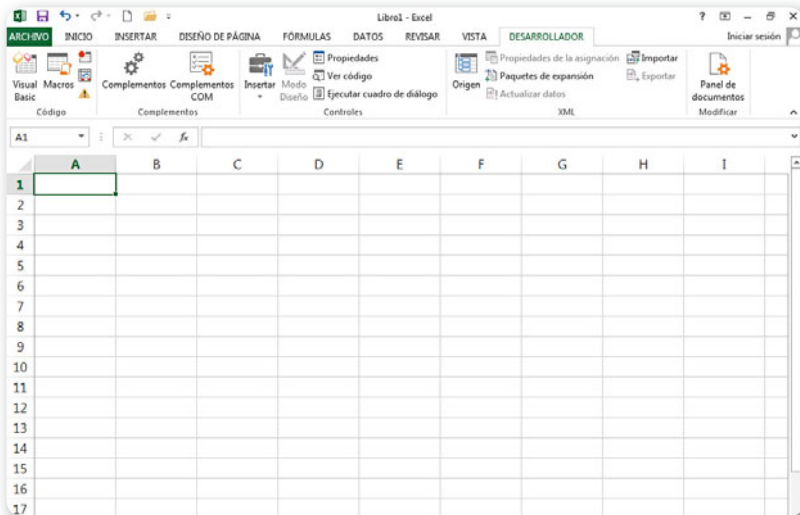 Libro1 - Excel
?
ARCHIVO INICIO INSERTAR DISEÑO DE PÁGINA FÓRMULAS DATOS REVISAR VISTA DESARROLLADOR Iniciar sesión
Visual Basic
Macros
Código
Complementos
Complementos COM
Complementos
Insertar
Modo Diseño
Propiedades
Ver código
Ejecutar cuadro de diálogo
Controles
Origen
Propiedades de la asignación
Paquetes de expansión
Actualizar datos
Importar
Exportar
XML
Panel de documentos
Modificar
A1
fx
A B C D E F G H I
1
2
3
4
5
6
7
8
9
10
11
12
13
14
15
16
17